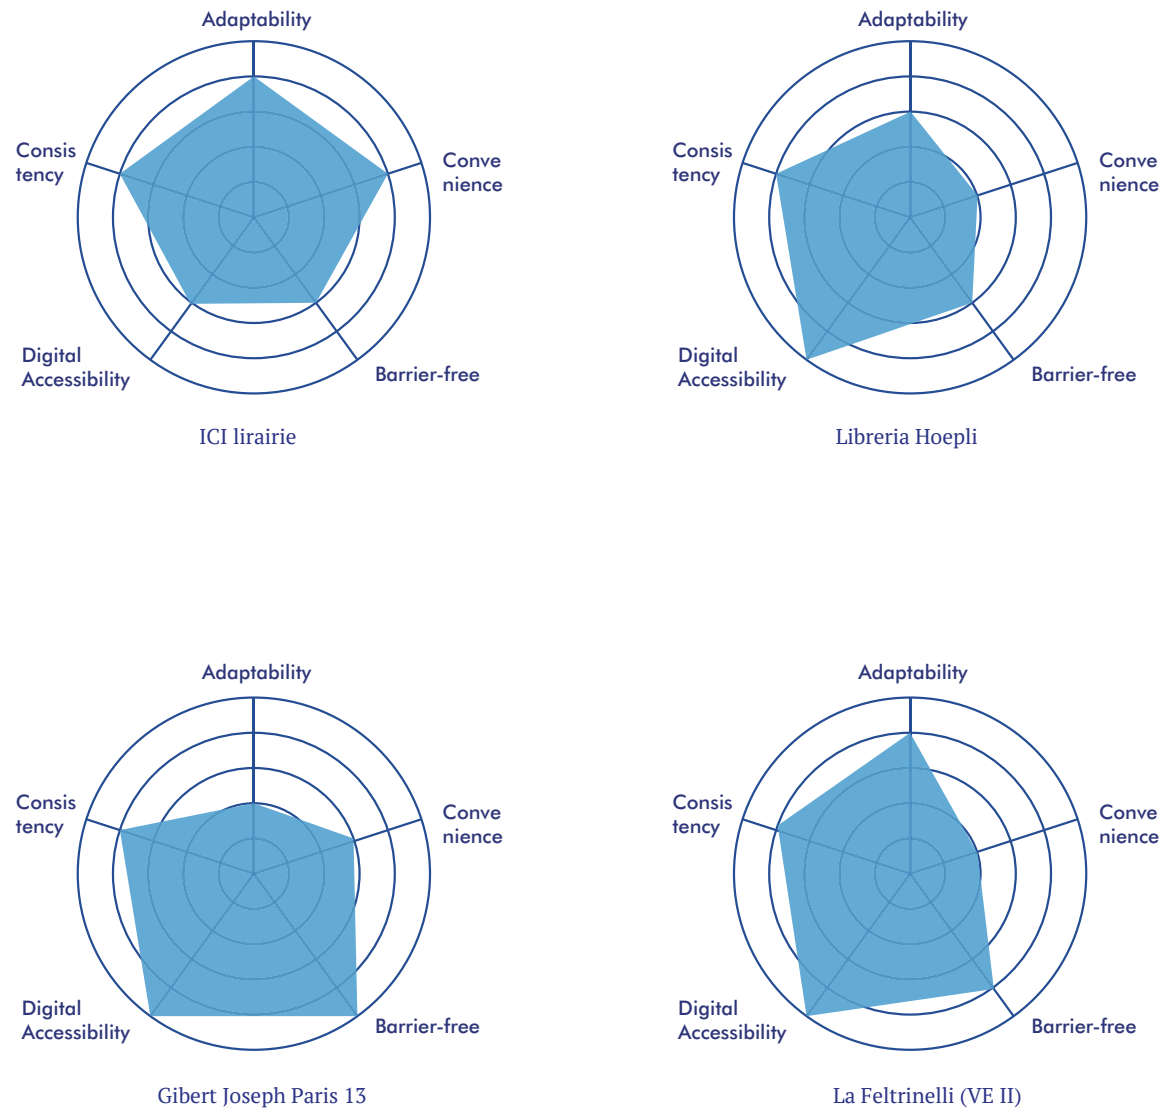 Adaptability
Consis
tency
Conve
nience
Digital
Accessibility
Barrier-free
ICI lirairie
Adaptability
Consis
tency
Conve
nience
Digital
Accessibility
Barrier-free
Libreria Hoepli
Adaptability
Consis
tency
Conve
nience
Digital
Accessibility
Barrier-free
Gibert Joseph Paris 13
Adaptability
Consis
tency
Conve
nience
Digital
Accessibility
Barrier-free
La Feltrinelli (VE II)